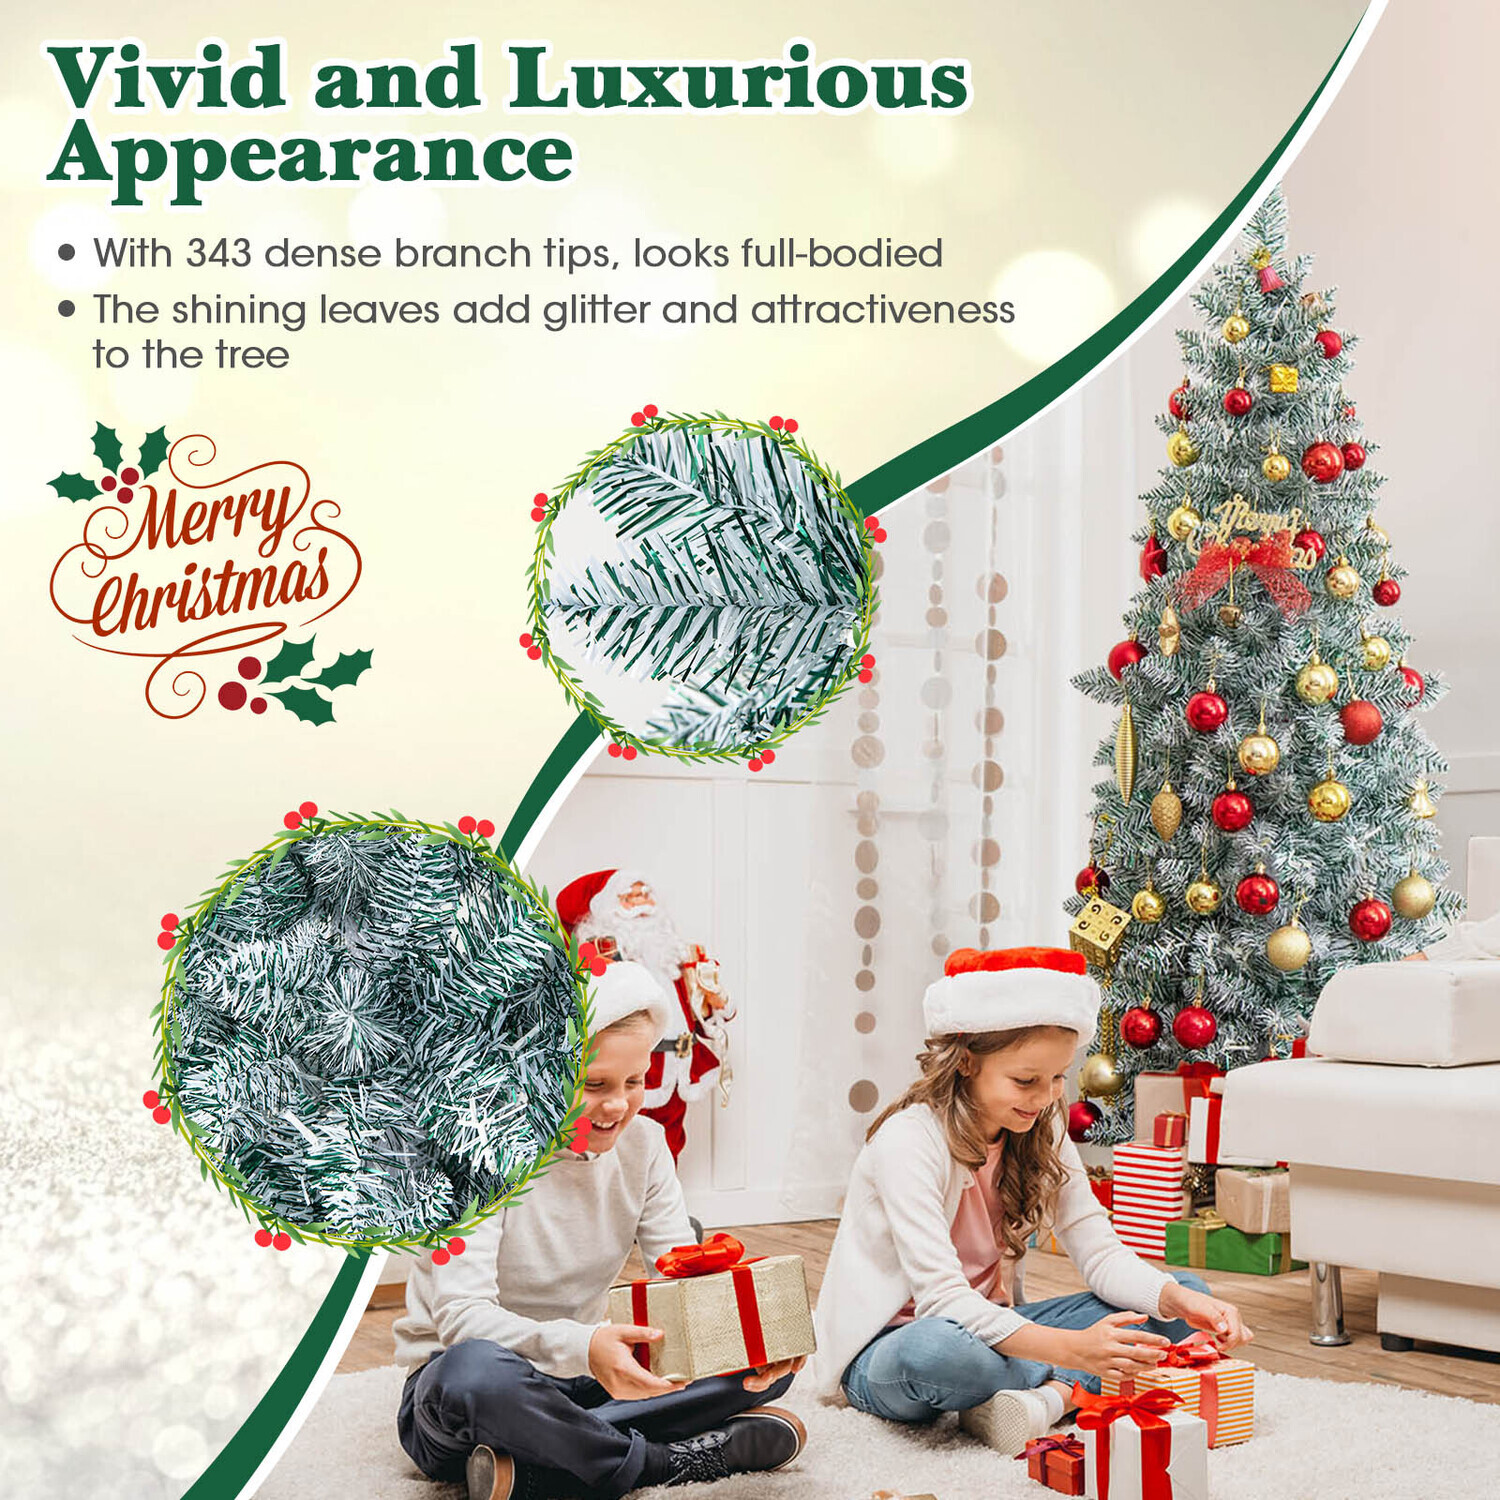 Vivid and Luxurious
Appearance
• With 343 dense branch tips, looks full-bodied
• The shining leaves add glitter and attractiveness
to the tree
Merry
Christmas